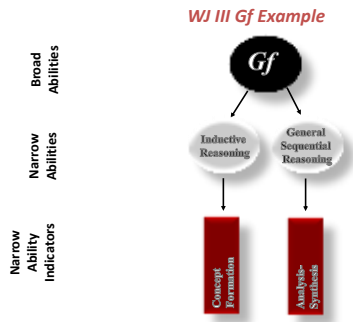 WJ III Gf Example
Broad
Abilities
Gf
Narrow
Abilities
Inductive
Reasoning
General
Sequential
Reasoning
Narrow
Ability
Indicators
Concept
Formation
Analysis-
Synthesis